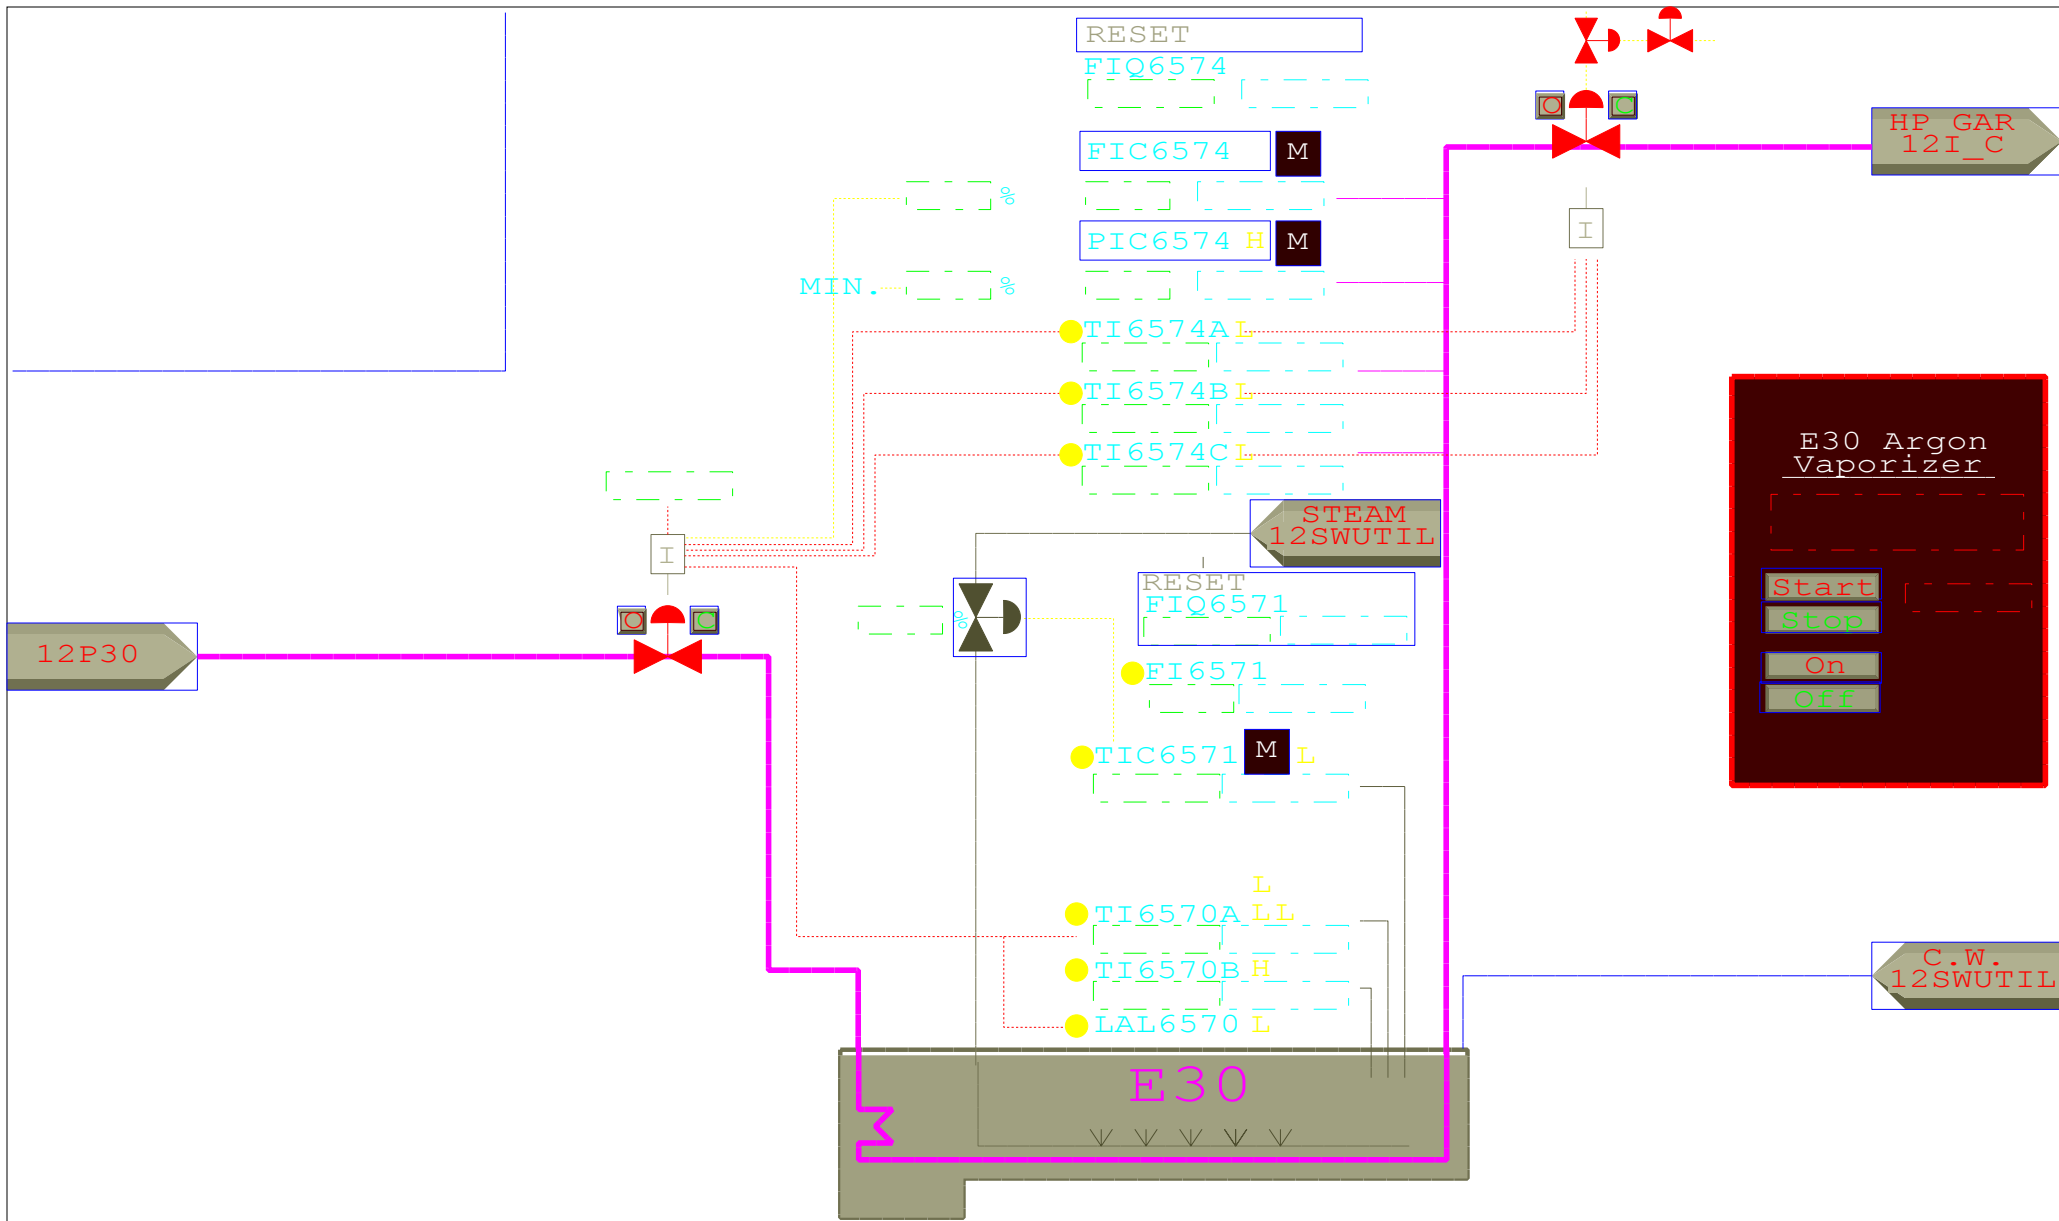 RESET
FIQ6574
O
C
HP GAR
12I_C
FIC6574 M
%
PIC6574 H M
I
MIN.
%
TI6574A L
TI6574B L
TI6574C L
E30 Argon
Vaporizer
STEAM
12SWUTIL
I
RESET
FIQ6571
%
Start
Stop
O
C
12P30
FI6571
On
Off
TIC6571 M L
L
TI6570A LL
TI6570B H
C.W.
12SWUTIL
LAL6570 L
E30